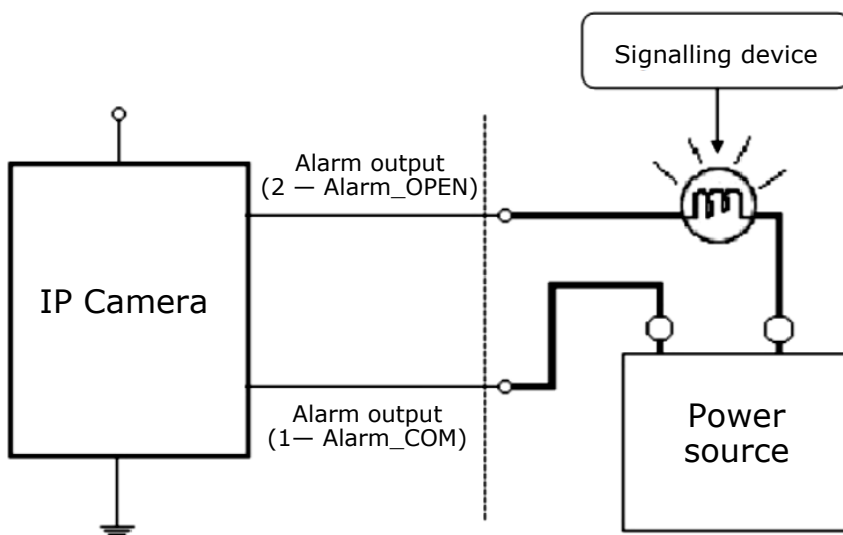 Signalling device
Alarm output
(2 — Alarm_OPEN)
IP Camera
Alarm output
(1— Alarm_COM)
Power
source